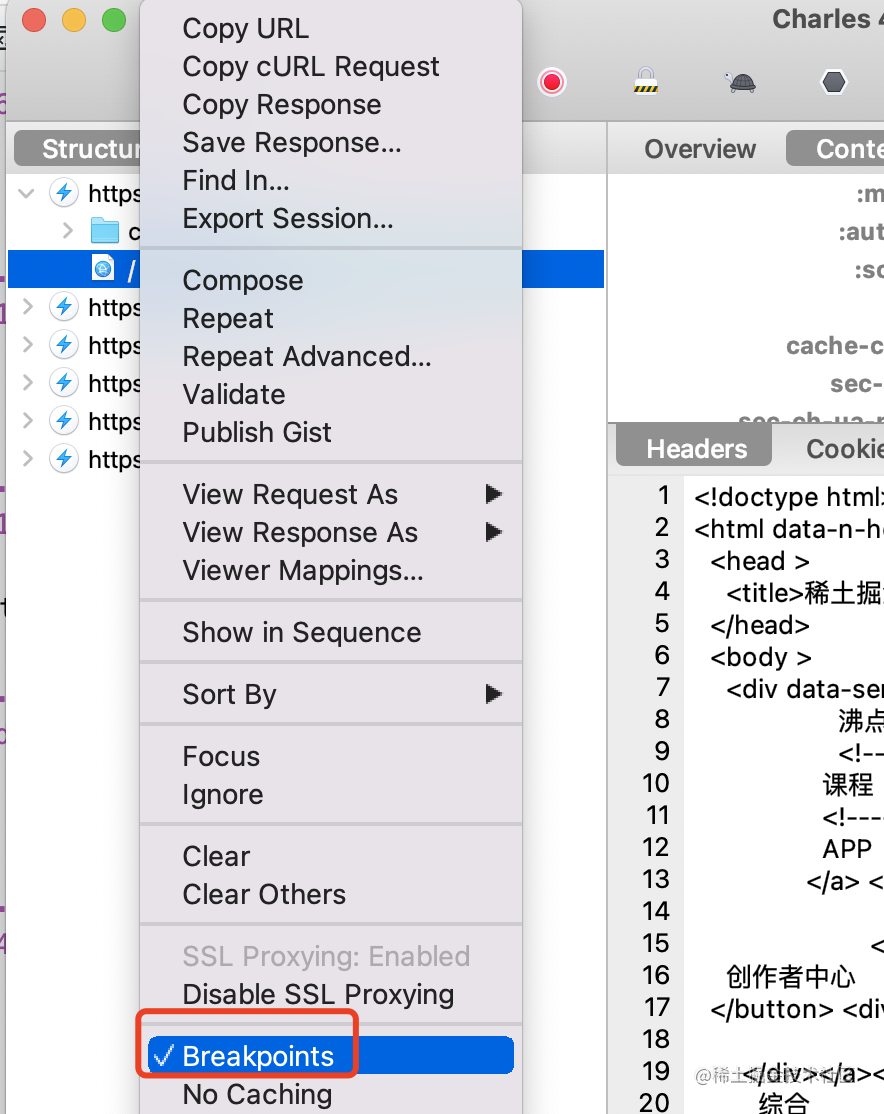 Charles 4
Copy URL
Copy cURL Request
Copy Response
Save Response...
Find In...
Export Session...
Compose
Repeat
Repeat Advanced...
Validate
Publish Gist
View Request As
View Response As
Viewer Mappings...
Show in Sequence
Sort By
Focus
Ignore
Clear
Clear Others
SSL Proxying: Enabled
Disable SSL Proxying
✓ Breakpoints
No Caching
Structur
https
c
/
https
https
https
https
https
Overview
Conte
:m
:aut
:sc
cache-c
sec-
sec-ch-ua-
Headers
Cookie
1 <!doctype html>
2 <html data-n-he
3 <head >
4 <title>稀土掘
5 </head>
6 <body >
7 <div data-ser
8 沸点
9 <!--
10 课程
11 <!---
12 APP
13 </a> <
14
15 <
16 创作者中心
17 </button> <div
18
19 </div></a><
20 综合
@稀土掘金技术社区